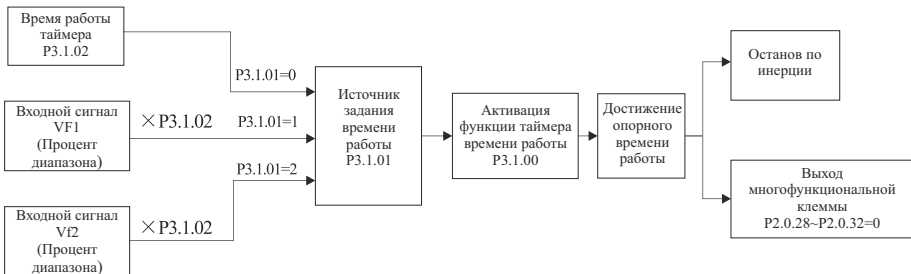 Время работы
таймера
P3.1.02
P3.1.01=0
Входной сигнал
VF1
(Процент
диапазона)
×P3.1.02
P3.1.01=1
P3.1.01=2
Входной сигнал
Vf2
(Процент
диапазона)
×P3.1.02
Источник
задания
времени
работы
P3.1.01
Активация
функции таймера
времени работы
P3.1.00
Достижение
опорного
времени
работы
Останов по
инерции
Выход
многофункциональной
клеммы
P2.0.28~P2.0.32=0